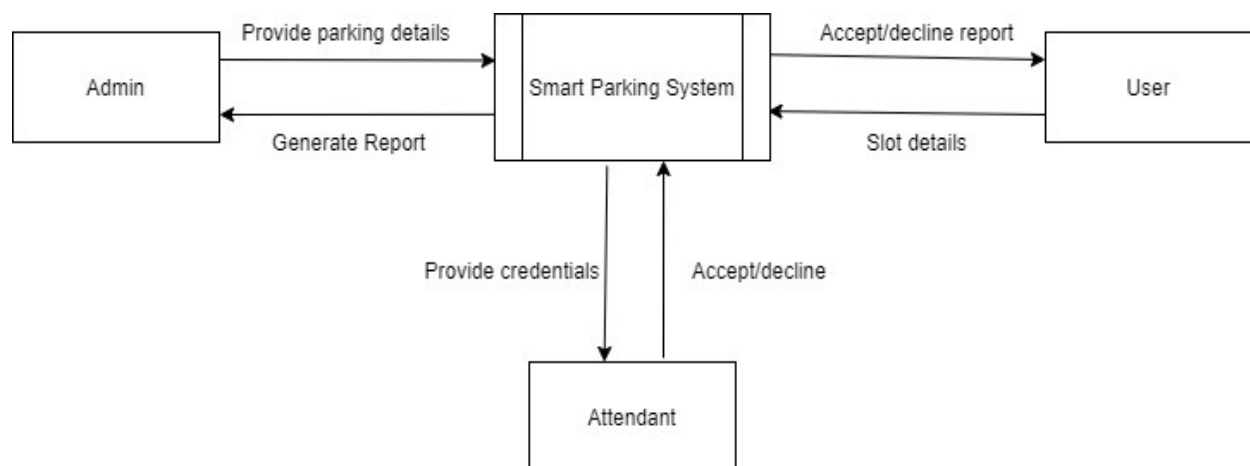 Provide parking details
Accept/decline report
Admin
Smart Parking System
User
Generate Report
Slot details
Provide credentials
Accept/decline
Attendant